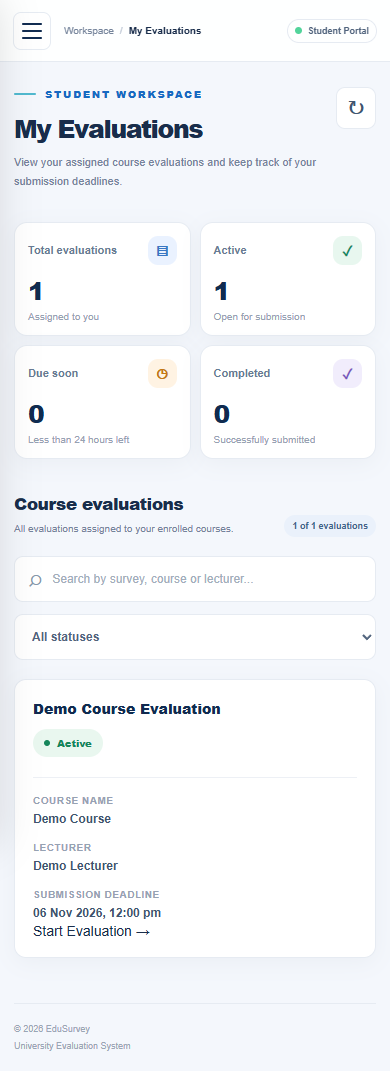 Workspace / My Evaluations
Student Portal
STUDENT WORKSPACE
My Evaluations
View your assigned course evaluations and keep track of your
submission deadlines.
Total evaluations
1
Assigned to you
Active
1
Open for submission
Due soon
0
Less than 24 hours left
Completed
0
Successfully submitted
Course evaluations
All evaluations assigned to your enrolled courses.
1 of 1 evaluations
Search by survey, course or lecturer...
All statuses
Demo Course Evaluation
Active
COURSE NAME
Demo Course
LECTURER
Demo Lecturer
SUBMISSION DEADLINE
06 Nov 2026, 12:00 pm
Start Evaluation →
© 2026 EduSurvey
University Evaluation System